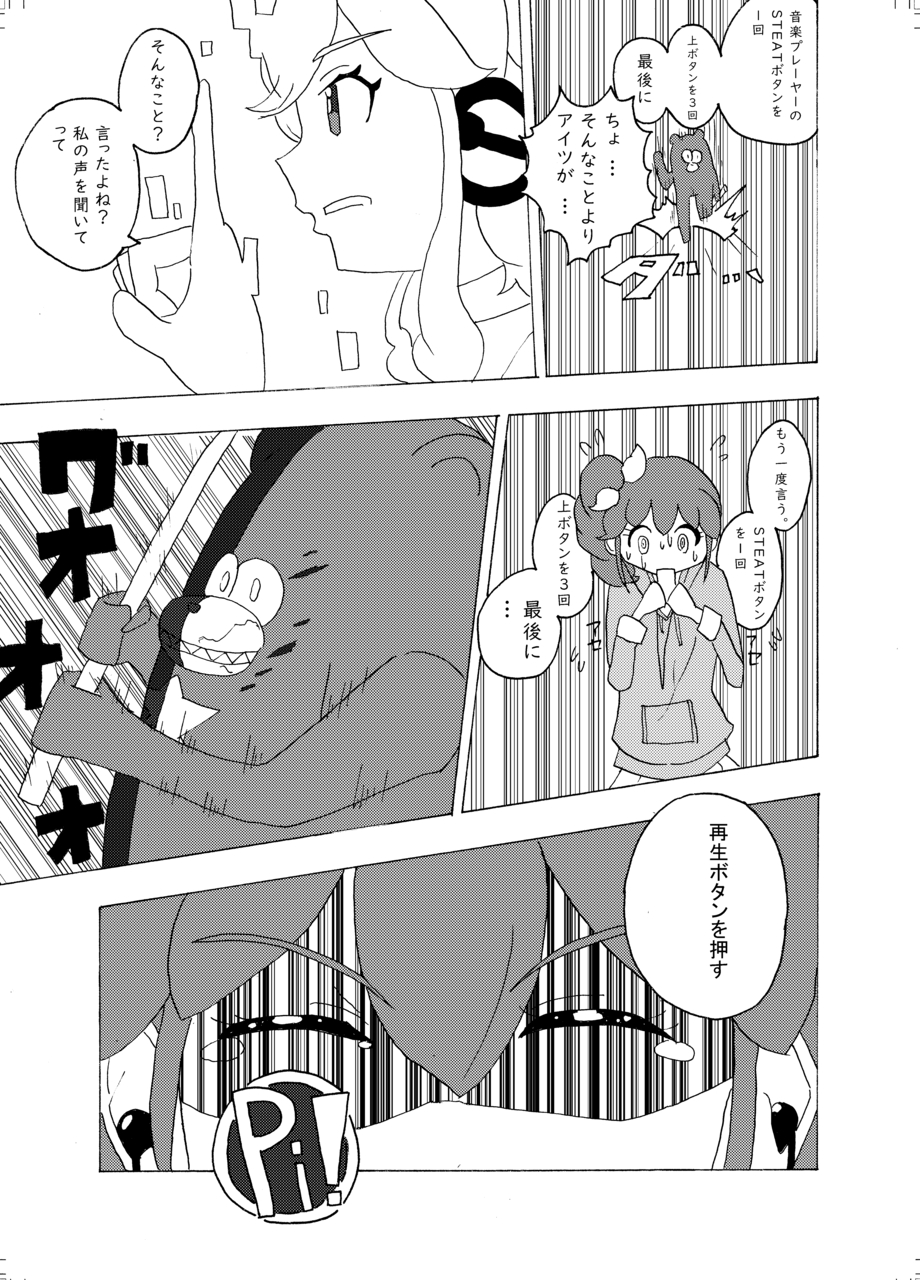 音楽プレーヤーの
STEATボタンを
一回
上ボタンを3回
最後に
ちょ…
そんなことより
アイツが…
ダッ…
そんなこと?
言ったよね?
私の声を聞いて
って
もう一度言う。
STEATボタン
を一回
上ボタンを3回
最後に
…
アセ
アセ
グオオオ
再生ボタンを押す
Pi!